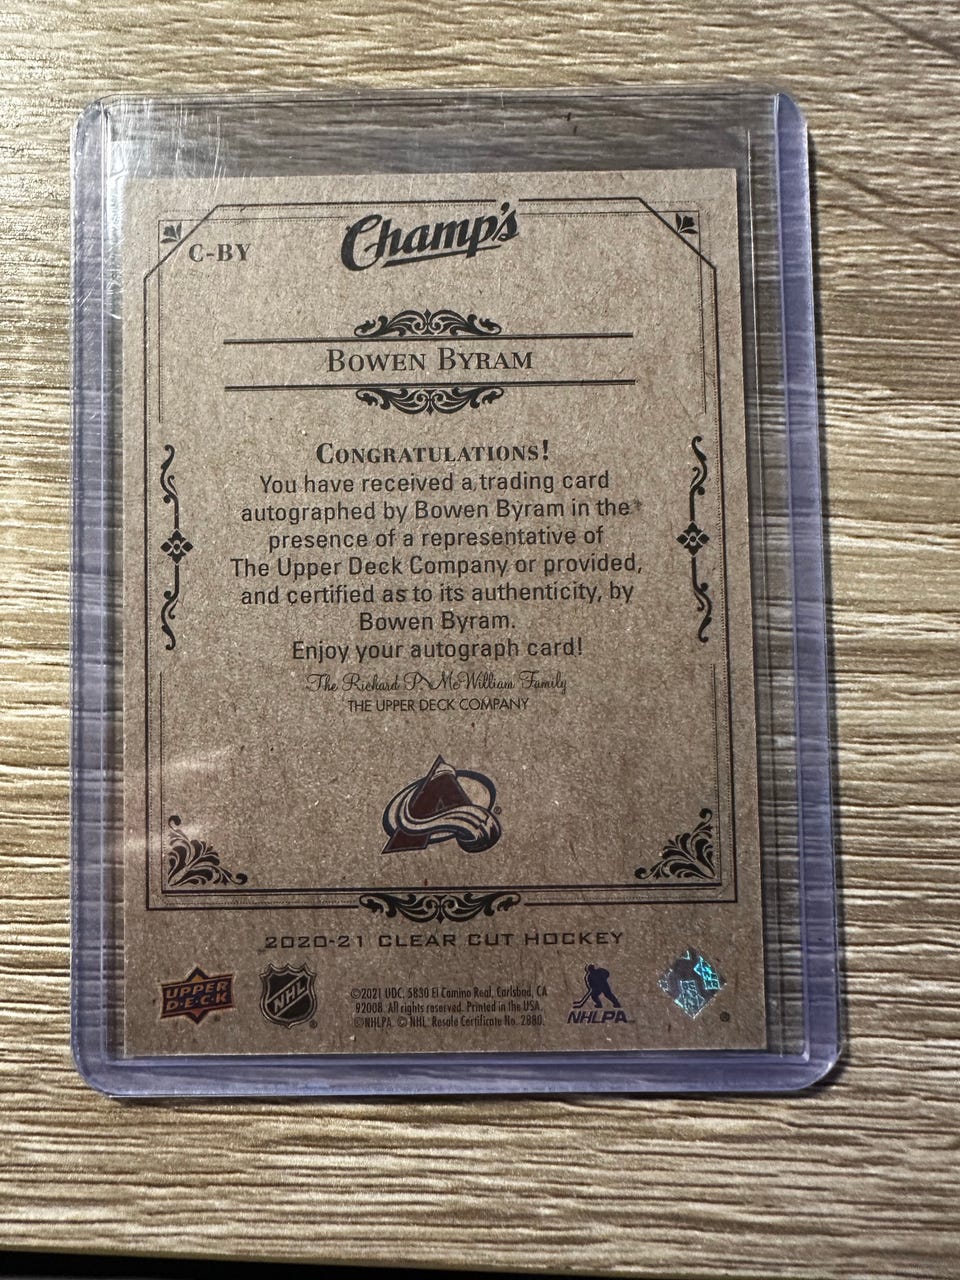 C-BY
Champ's
BOWEN BYRAM
CONGRATULATIONS!
You have received a trading card
autographed by Bowen Byram in the
presence of a representative of
The Upper Deck Company or provided,
and certified as to its authenticity, by
Bowen Byram.
Enjoy your autograph card!
The Richard P. McWilliam Family
THE UPPER DECK COMPANY
A
2020-21 CLEAR CUT HOCKEY
UPPER
D·E·C·K
NHL
©2021 UDC. 5830 El Camino Real, Carlsbad, CA
92008. All rights reserved. Printed in the USA.
©NHLPA. © NHL. Resale Certificate No. 2880.
NHLPA